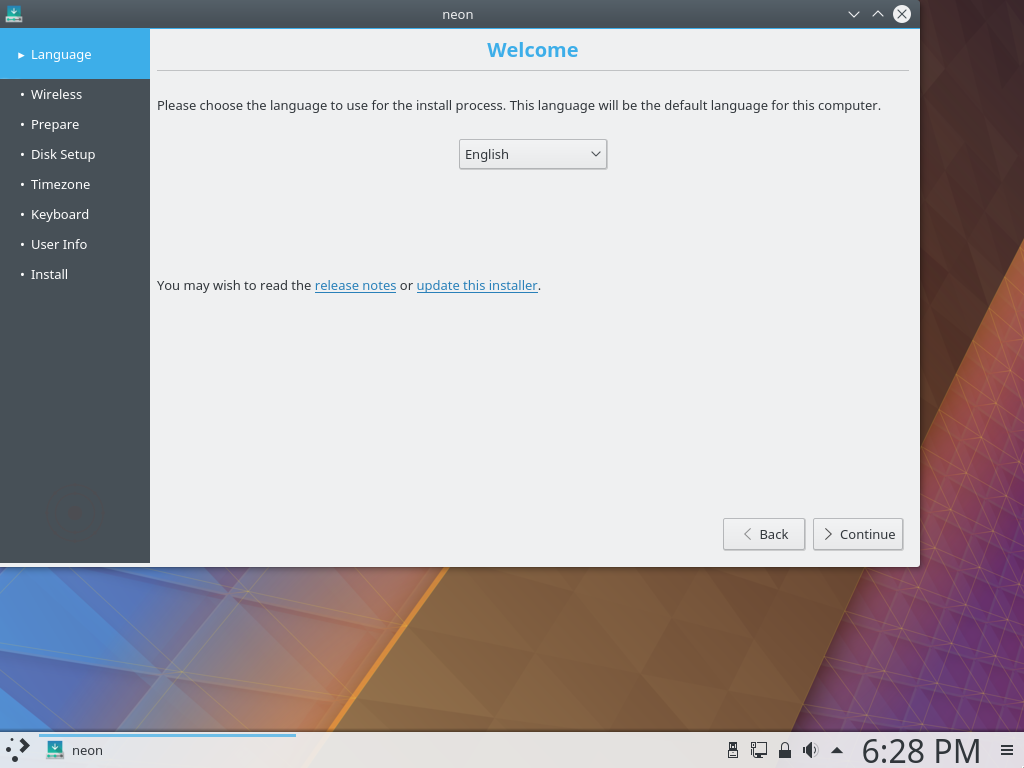 neon
Language
Welcome
Wireless
Prepare
Disk Setup
Timezone
Keyboard
User Info
Install
Please choose the language to use for the install process. This language will be the default language for this computer.
English
You may wish to read the release notes or update this installer.
Back
Continue
neon
6:28 PM